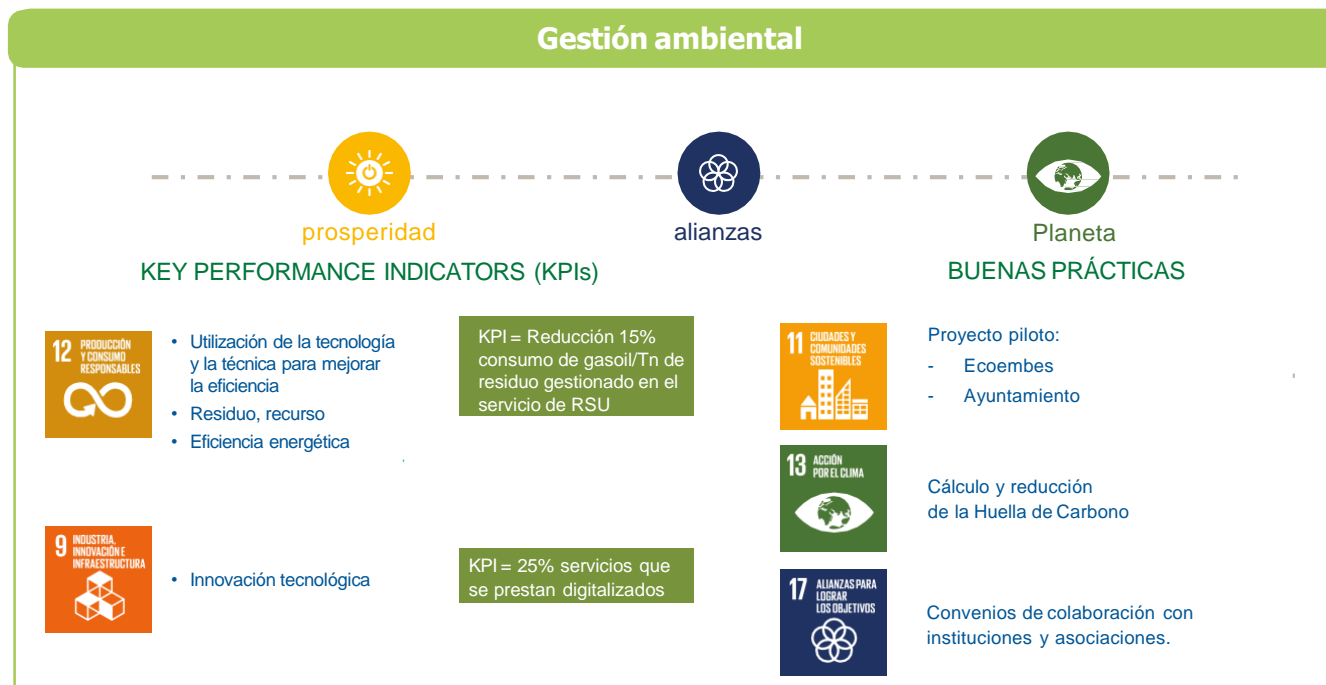 Gestión ambiental
prosperidad
alianzas
Planeta
KEY PERFORMANCE INDICATORS (KPIs)
12 PRODUCCIÓN
Y CONSUMO
RESPONSABLES
• Utilización de la tecnología
y la técnica para mejorar
la eficiencia
• Residuo, recurso
• Eficiencia energética
KPI = Reducción 15%
consumo de gasoil/Tn de
residuo gestionado en el
servicio de RSU
9 INDUSTRIA,
INNOVACIÓN E
INFRAESTRUCTURA
• Innovación tecnológica
KPI = 25% servicios que
se prestan digitalizados
BUENAS PRÁCTICAS
11 CIUDADES Y
COMUNIDADES
SOSTENIBLES
Proyecto piloto:
- Ecoembes
- Ayuntamiento
13 ACCIÓN
POR EL CLIMA
Cálculo y reducción
de la Huella de Carbono
17 ALIANZAS PARA
LOGRAR
LOS OBJETIVOS
Convenios de colaboración con
instituciones y asociaciones.